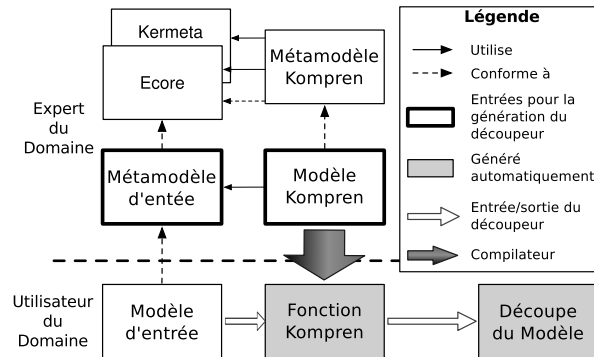 Kermeta
Ecore
Métamodèle
Kompren
Expert
du
Domaine
Métamodèle
d'entée
Modèle
Kompren
Utilisateur
du
Domaine
Modèle
d'entrée
Fonction
Kompren
Découpe
du Modèle
Légende
Utilise
Conforme à
Entrées pour la
génération du
découpeur
Généré
automatiquement
Entrée/sortie du
découpeur
Compilateur